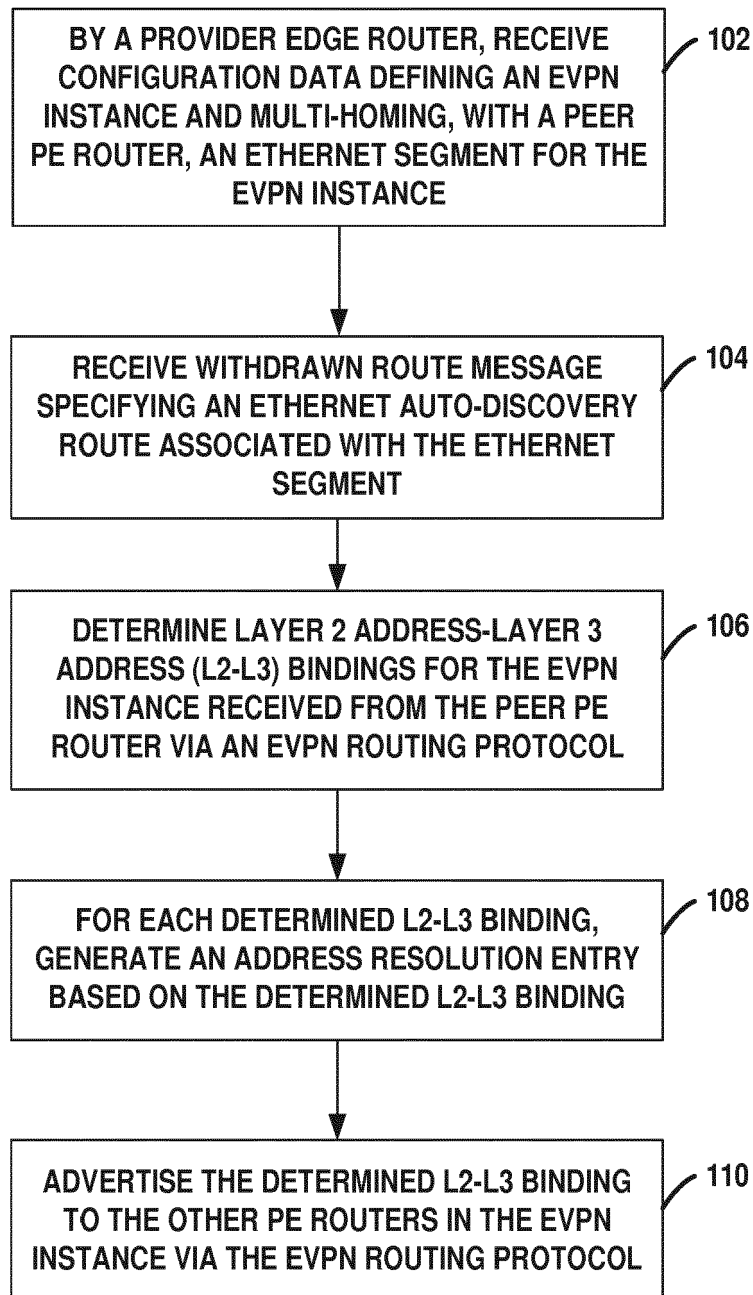 BY A PROVIDER EDGE ROUTER, RECEIVE
CONFIGURATION DATA DEFINING AN EVPN
INSTANCE AND MULTI-HOMING, WITH A PEER
PE ROUTER, AN ETHERNET SEGMENT FOR THE
EVPN INSTANCE
102
RECEIVE WITHDRAWN ROUTE MESSAGE
SPECIFYING AN ETHERNET AUTO-DISCOVERY
ROUTE ASSOCIATED WITH THE ETHERNET
SEGMENT
104
DETERMINE LAYER 2 ADDRESS-LAYER 3
ADDRESS (L2-L3) BINDINGS FOR THE EVPN
INSTANCE RECEIVED FROM THE PEER PE
ROUTER VIA AN EVPN ROUTING PROTOCOL
106
FOR EACH DETERMINED L2-L3 BINDING,
GENERATE AN ADDRESS RESOLUTION ENTRY
BASED ON THE DETERMINED L2-L3 BINDING
108
ADVERTISE THE DETERMINED L2-L3 BINDING
TO THE OTHER PE ROUTERS IN THE EVPN
INSTANCE VIA THE EVPN ROUTING PROTOCOL
110